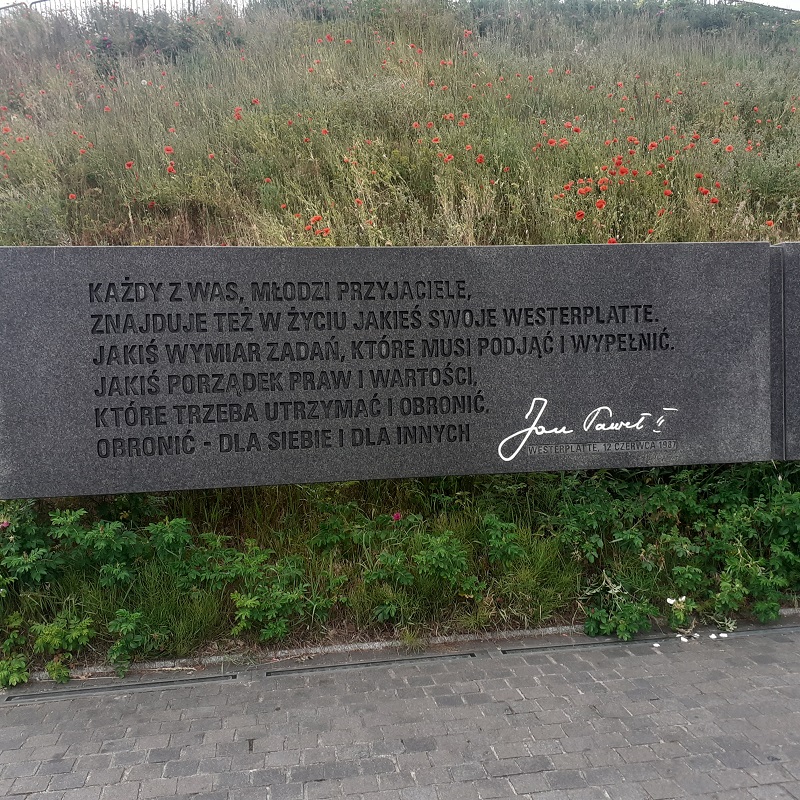 KAŻDY Z WAS, MŁODZI PRZYJACIELE,
ZNAJDUJE TEŻ W ŻYCIU JAKIEŚ SWOJE WESTERPLATTE.
JAKIŚ WYMIAR ZADAŃ, KTÓRE MUSI PODJĄĆ I WYPEŁNIĆ.
JAKIŚ PORZĄDEK PRAW I WARTOŚCI,
KTÓRE TRZEBA UTRZYMAĆ I OBRONIĆ.
OBRONIĆ - DLA SIEBIE I DLA INNYCH
Jan Paweł II
WESTERPLATTE, 12 CZERWCA 1987